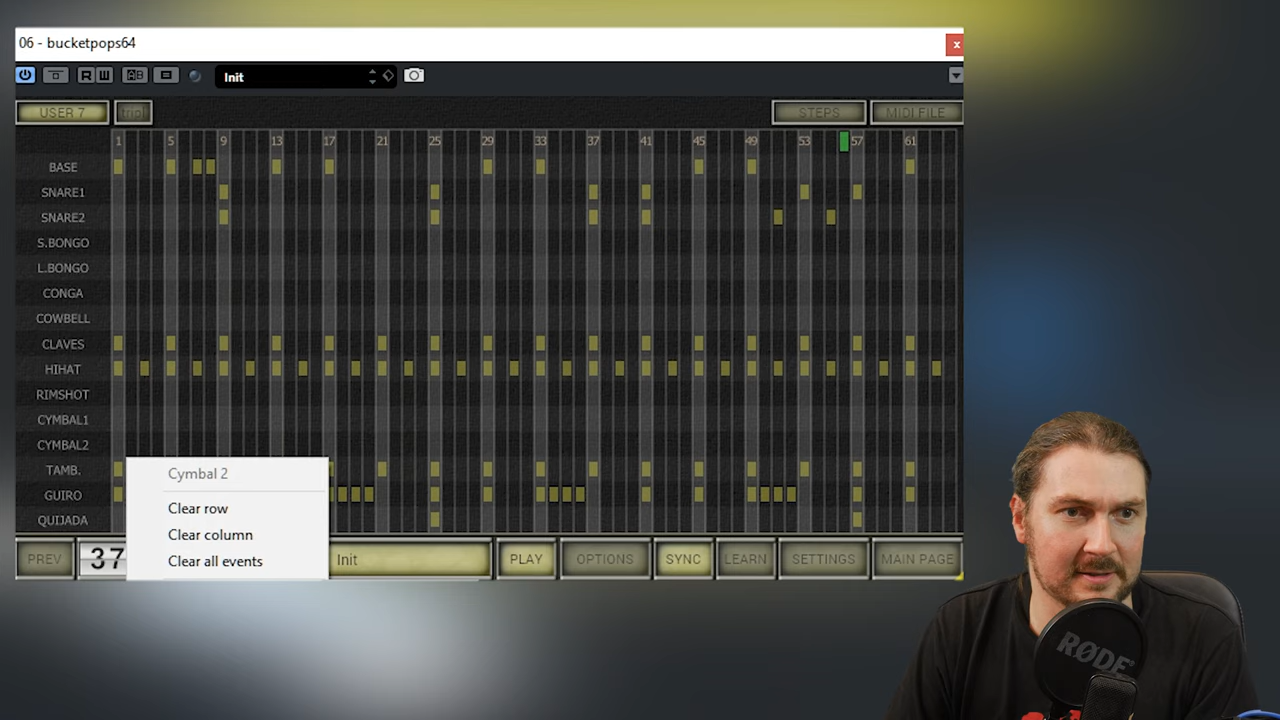 06 - bucketpops64
x
R W AB Init
USER 7 tripl STEPS MIDI FILE
1 5 9 13 17 21 25 29 33 37 41 45 49 53 57 61
BASE
SNARE1
SNARE2
S.BONGO
L.BONGO
CONGA
COWBELL
CLAVES
HIHAT
RIMSHOT
CYMBAL1
CYMBAL2
TAMB.
GUIRO
QUIJADA
Cymbal 2
Clear row
Clear column
Clear all events
PREV 37 Init PLAY OPTIONS SYNC LEARN SETTINGS MAIN PAGE
RØDE